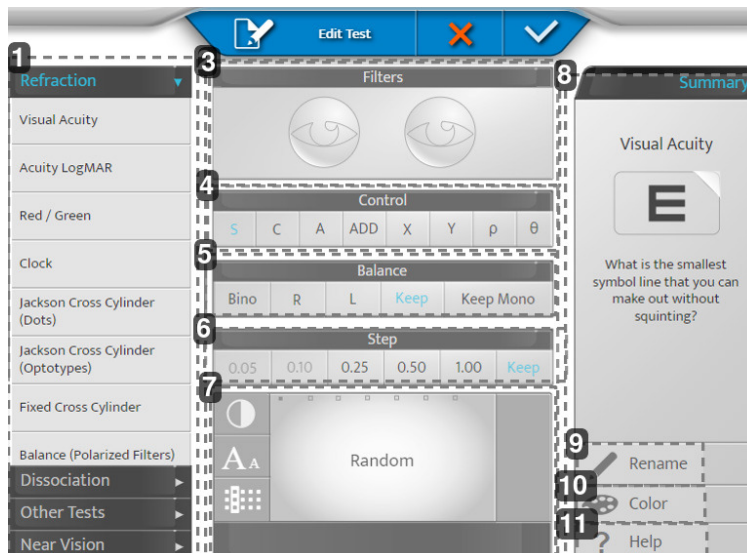 Edit Test
1
Refraction ▼
Visual Acuity
Acuity LogMAR
Red / Green
Clock
Jackson Cross Cylinder
(Dots)
Jackson Cross Cylinder
(Optotypes)
Fixed Cross Cylinder
Balance (Polarized Filters)
Dissociation ►
Other Tests ►
Near Vision ►
3
Filters
4
Control
S C A ADD X Y ρ θ
5
Balance
Bino R L Keep Keep Mono
6
Step
0.05 0.10 0.25 0.50 1.00 Keep
7
A A
Random
8
Summary
Visual Acuity
E
What is the smallest
symbol line that you can
make out without
squinting?
9
Rename
10
Color
11
? Help